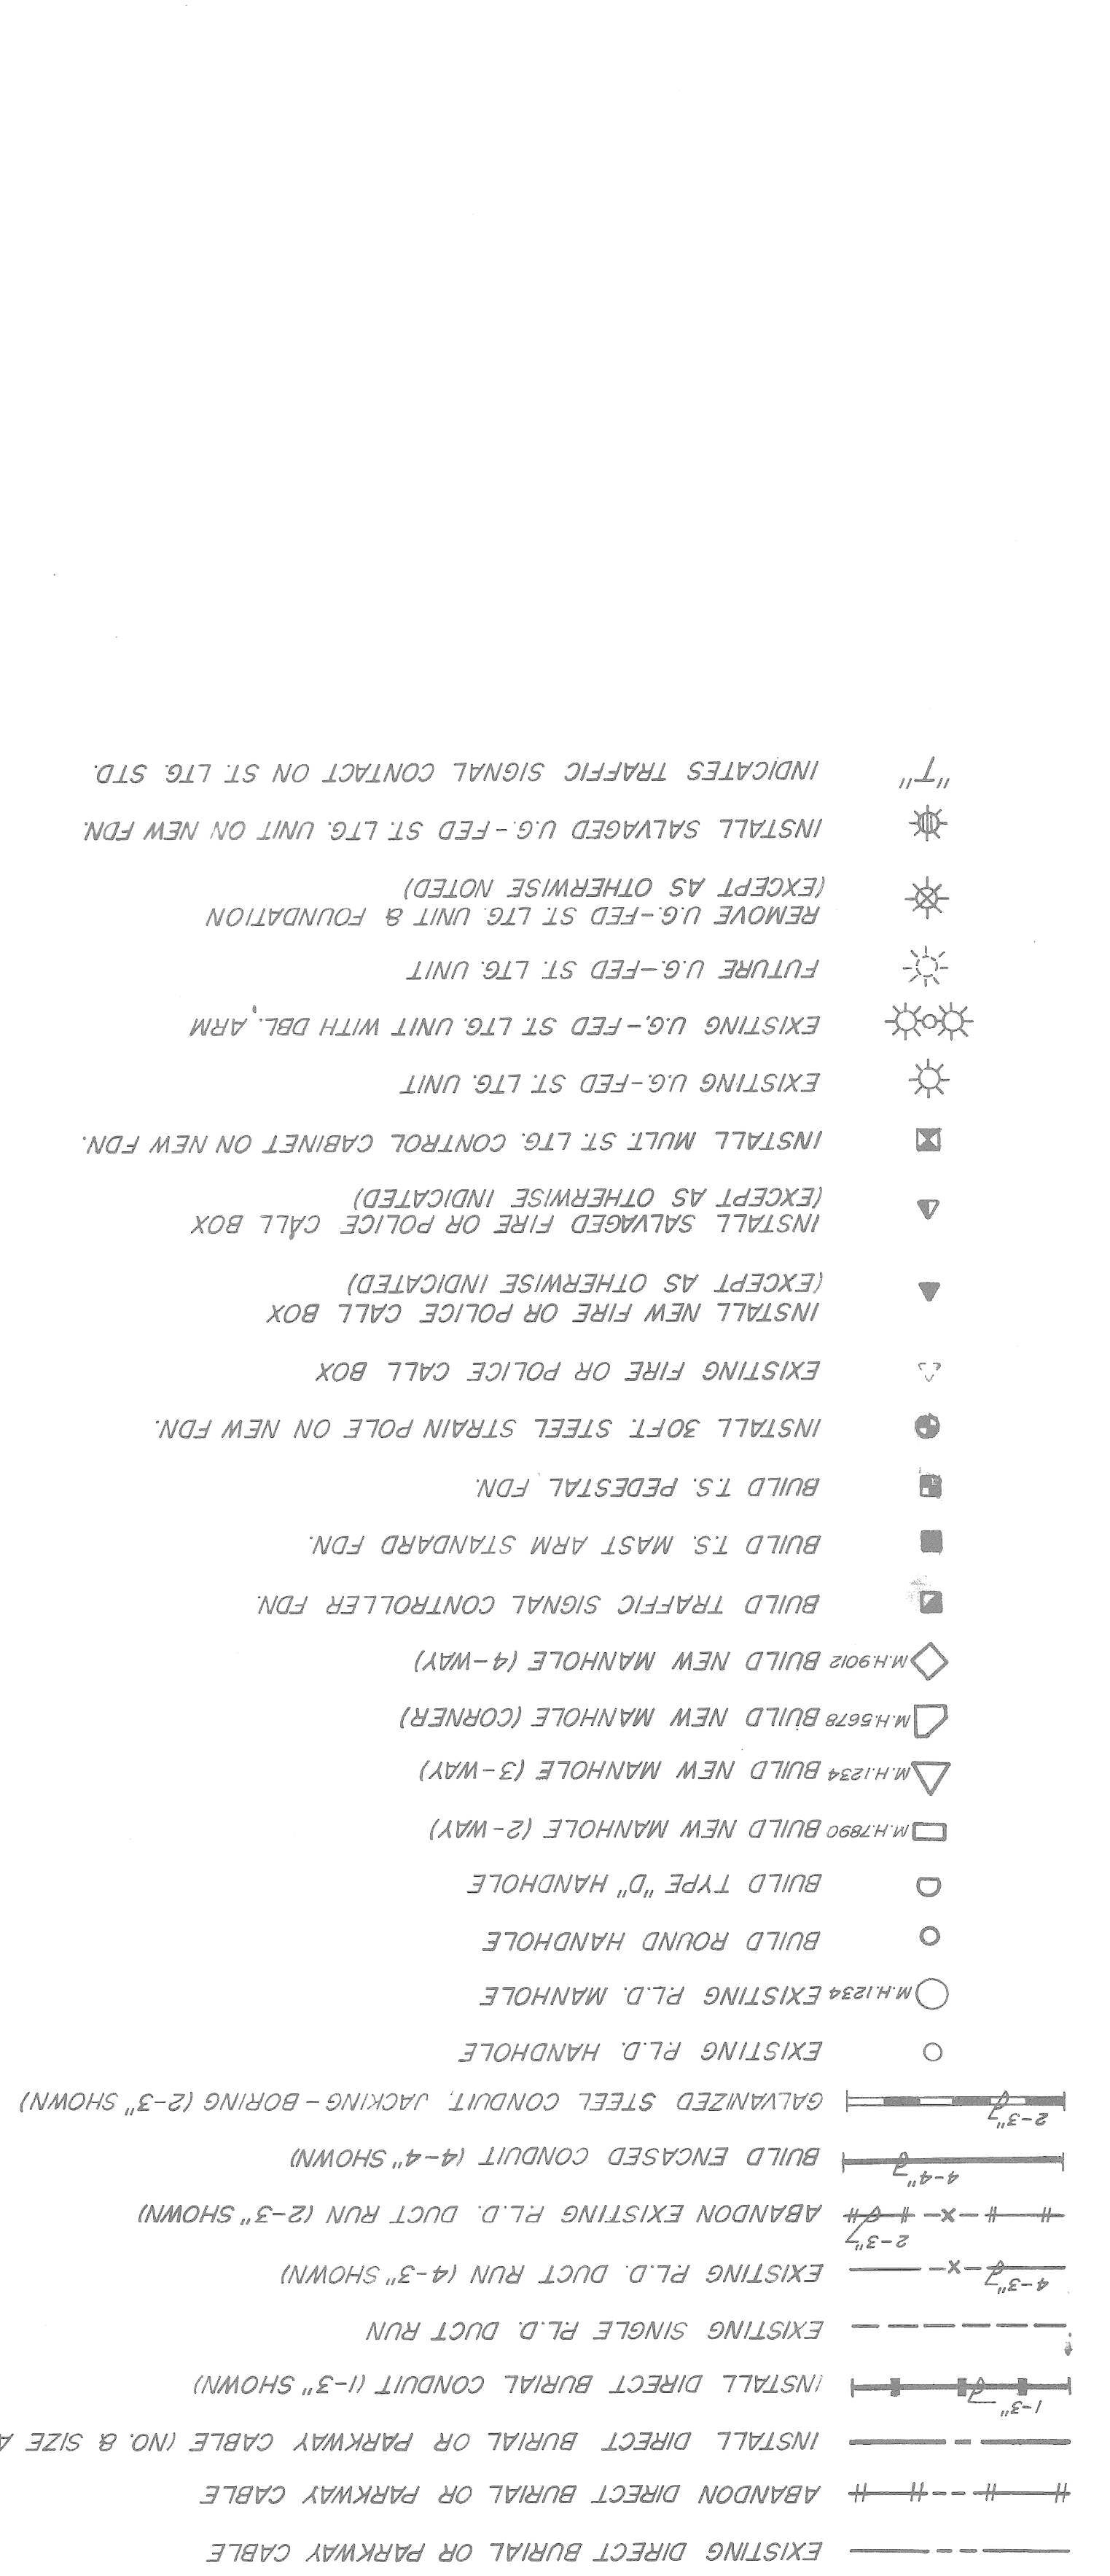 EXISTING DIRECT BURIAL OR PARKWAY CABLE
ABANDON DIRECT BURIAL OR PARKWAY CABLE
INSTALL DIRECT BURIAL OR PARKWAY CABLE (NO. & SIZE A
1-3" INSTALL DIRECT BURIAL CONDUIT (1-3" SHOWN)
EXISTING SINGLE P.L.D. DUCT RUN
4-3" EXISTING P.L.D. DUCT RUN (4-3" SHOWN)
2-3" ABANDON EXISTING P.L.D. DUCT RUN (2-3" SHOWN)
4-4" BUILD ENCASED CONDUIT (4-4" SHOWN)
2-3" GALVANIZED STEEL CONDUIT, JACKING-BORING (2-3" SHOWN)
EXISTING P.L.D. HANDHOLE
M.H.1234 EXISTING P.L.D. MANHOLE
BUILD ROUND HANDHOLE
BUILD TYPE "D" HANDHOLE
M.H.7890 BUILD NEW MANHOLE (2-WAY)
M.H.1234 BUILD NEW MANHOLE (3-WAY)
M.H.5678 BUILD NEW MANHOLE (CORNER)
M.H.9012 BUILD NEW MANHOLE (4-WAY)
BUILD TRAFFIC SIGNAL CONTROLLER FDN.
BUILD T.S. MAST ARM STANDARD FDN.
BUILD T.S. PEDESTAL FDN.
INSTALL 30FT. STEEL STRAIN POLE ON NEW FDN.
EXISTING FIRE OR POLICE CALL BOX
INSTALL NEW FIRE OR POLICE CALL BOX
(EXCEPT AS OTHERWISE INDICATED)
INSTALL SALVAGED FIRE OR POLICE CALL BOX
(EXCEPT AS OTHERWISE INDICATED)
INSTALL MULT. ST. LTG. CONTROL CABINET ON NEW FDN.
EXISTING U.G.-FED ST. LTG. UNIT
EXISTING U.G.-FED ST. LTG. UNIT WITH DBL. ARM
FUTURE U.G.-FED ST. LTG. UNIT
REMOVE U.G.-FED ST. LTG. UNIT & FOUNDATION
(EXCEPT AS OTHERWISE NOTED)
INSTALL SALVAGED U.G.-FED ST. LTG. UNIT ON NEW FDN.
"T" INDICATES TRAFFIC SIGNAL CONTACT ON ST. LTG. STD.